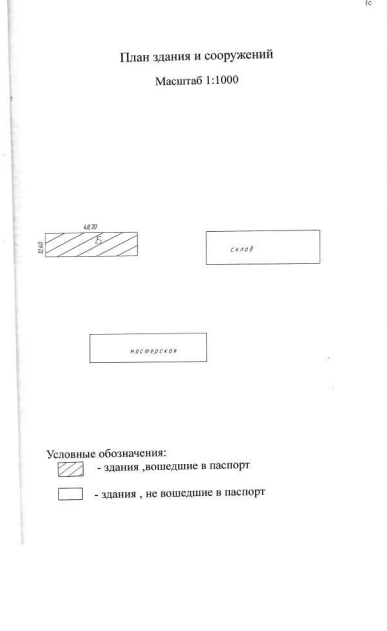 План здания и сооружений
Масштаб 1:1000
48,70
12,40
Б
склад
мастерская
Условные обозначения:
- здания ,вошедшие в паспорт
- здания , не вошедшие в паспорт